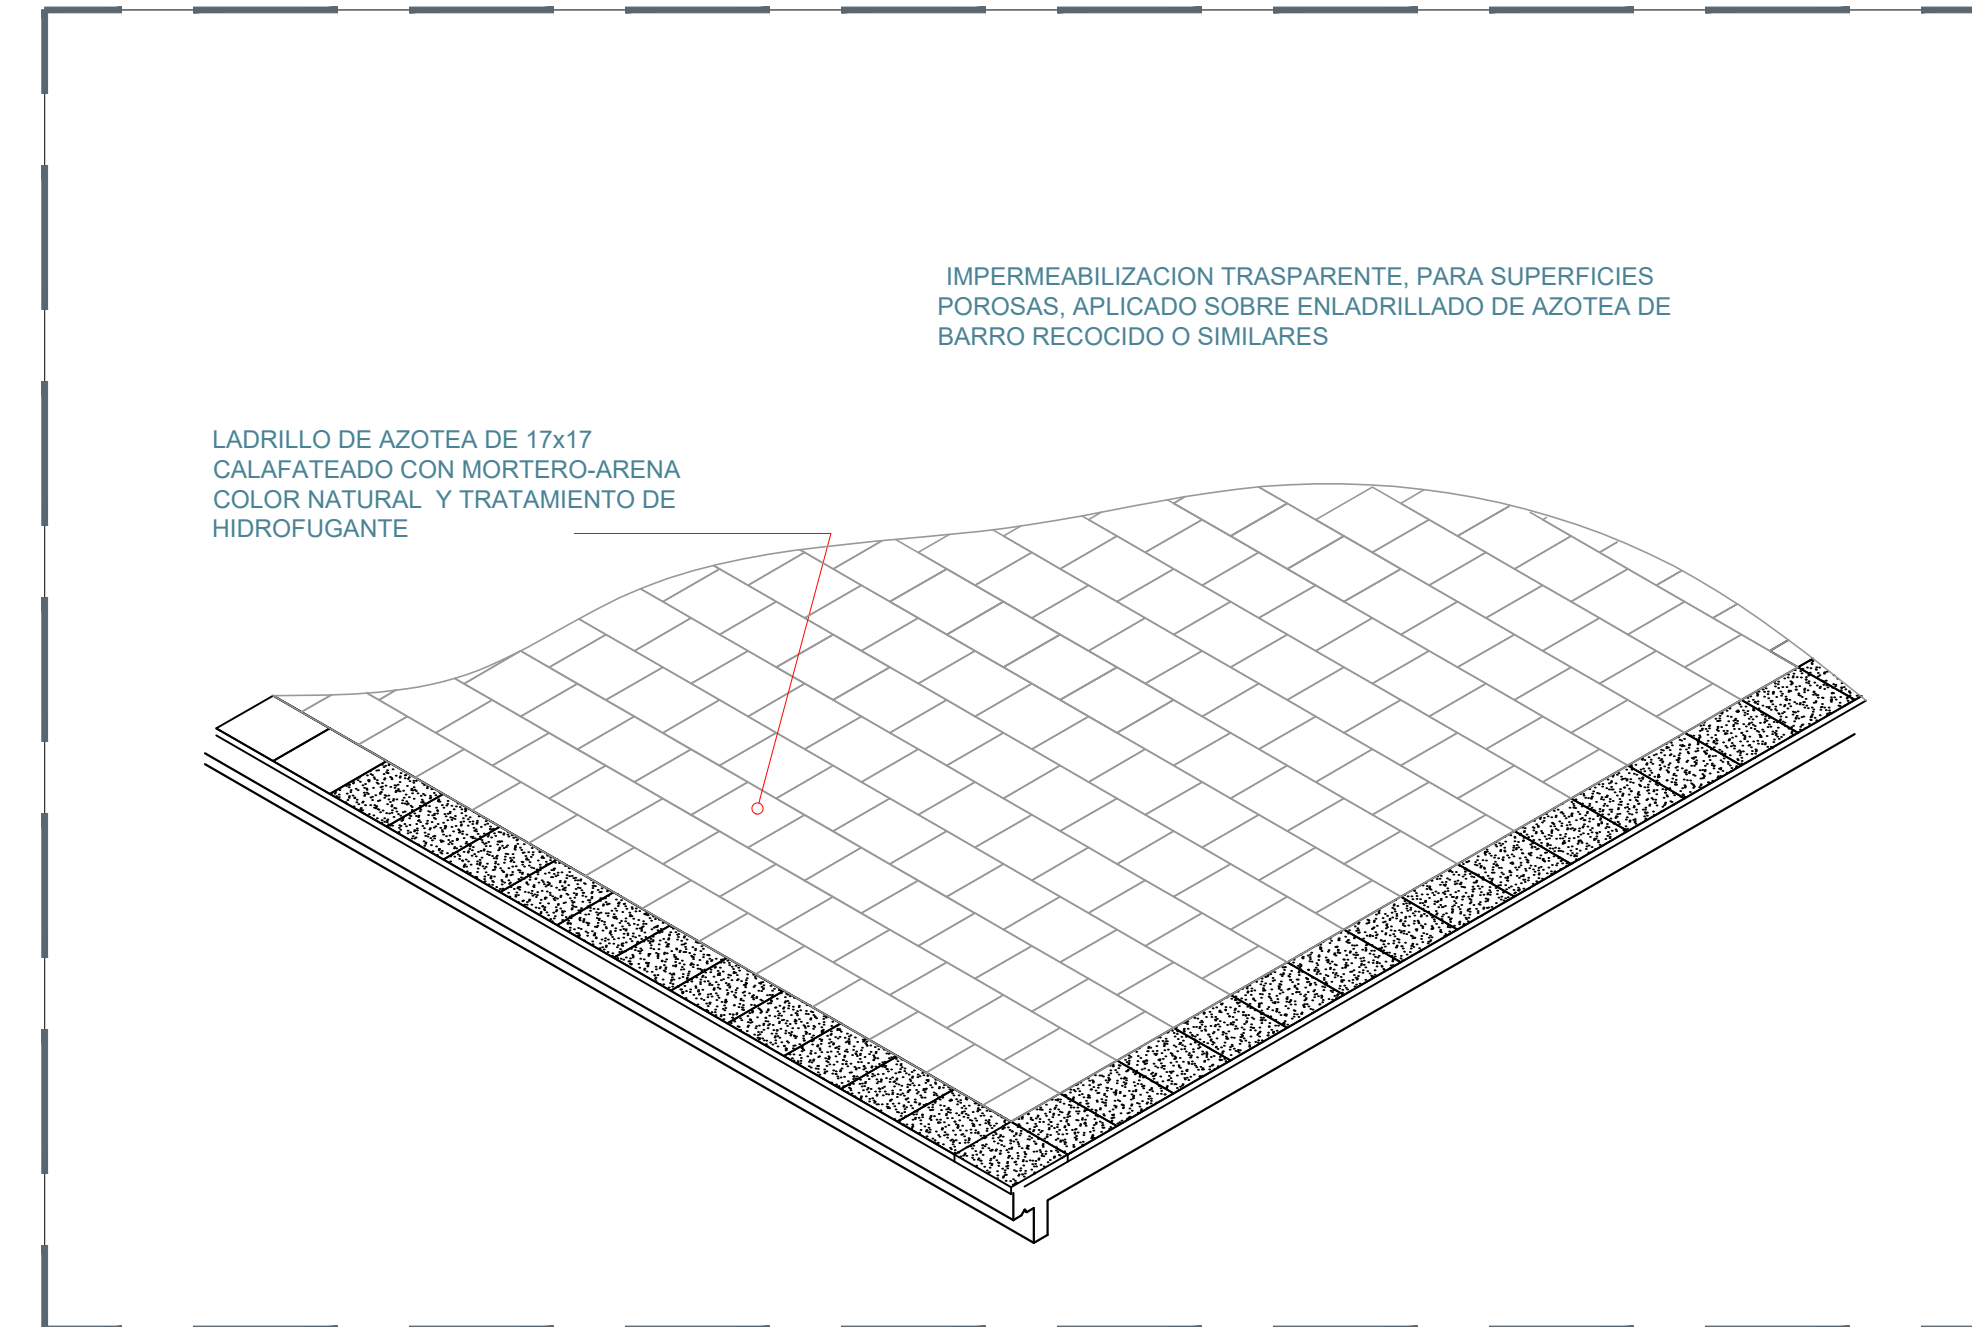 IMPERMEABILIZACION TRASPARENTE, PARA SUPERFICIES
POROSAS, APLICADO SOBRE ENLADRILLADO DE AZOTEA DE
BARRO RECOCIDO O SIMILARES
LADRILLO DE AZOTEA DE 17x17
CALAFATEADO CON MORTERO-ARENA
COLOR NATURAL Y TRATAMIENTO DE
HIDROFUGANTE